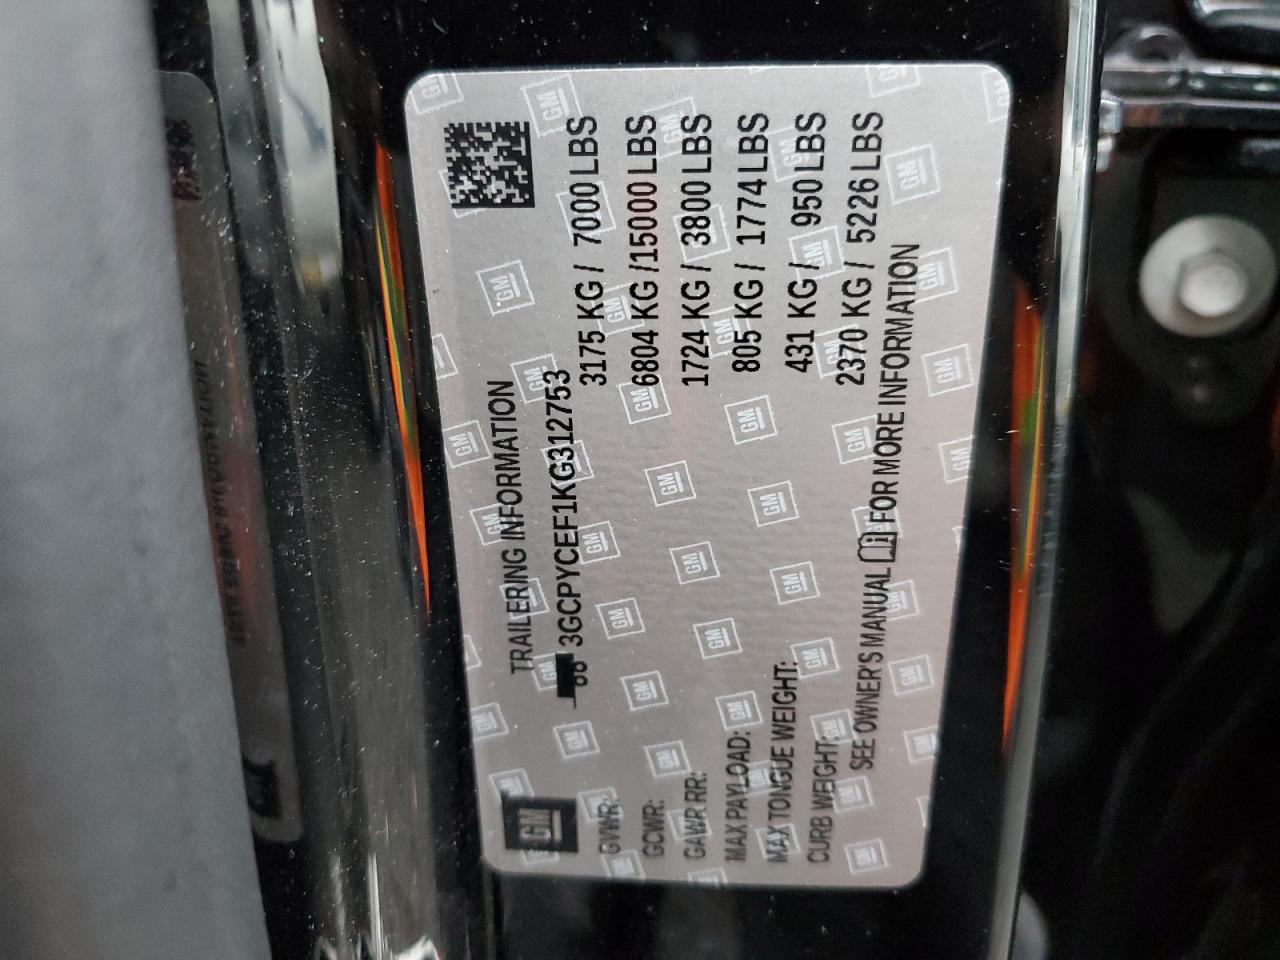 GM
TRAILERING INFORMATION
3GCPYCEF1KG312753
GVWR: 3175 KG / 7000 LBS
GCWR: 6804 KG /15000 LBS
GAWR RR: 1724 KG / 3800 LBS
MAX PAYLOAD: 805 KG / 1774 LBS
MAX TONGUE WEIGHT: 431 KG / 950 LBS
CURB WEIGHT: 2370 KG / 5226 LBS
SEE OWNER'S MANUAL FOR MORE INFORMATION